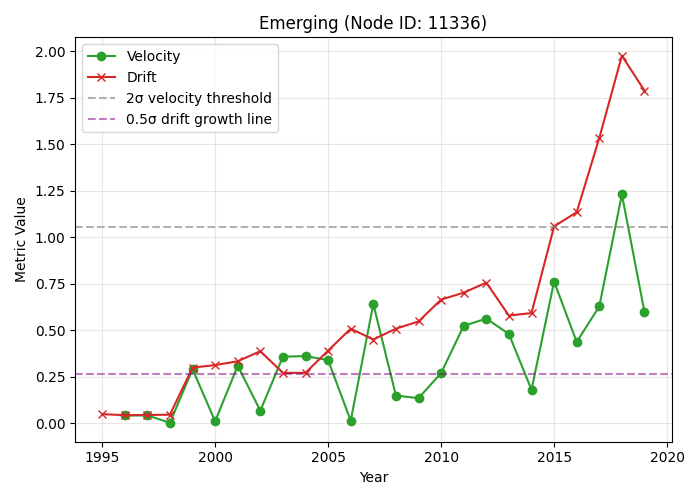 Emerging (Node ID: 11336)
Velocity
Drift
2σ velocity threshold
0.5σ drift growth line
Metric Value
2.00
1.75
1.50
1.25
1.00
0.75
0.50
0.25
0.00
1995 2000 2005 2010 2015 2020
Year